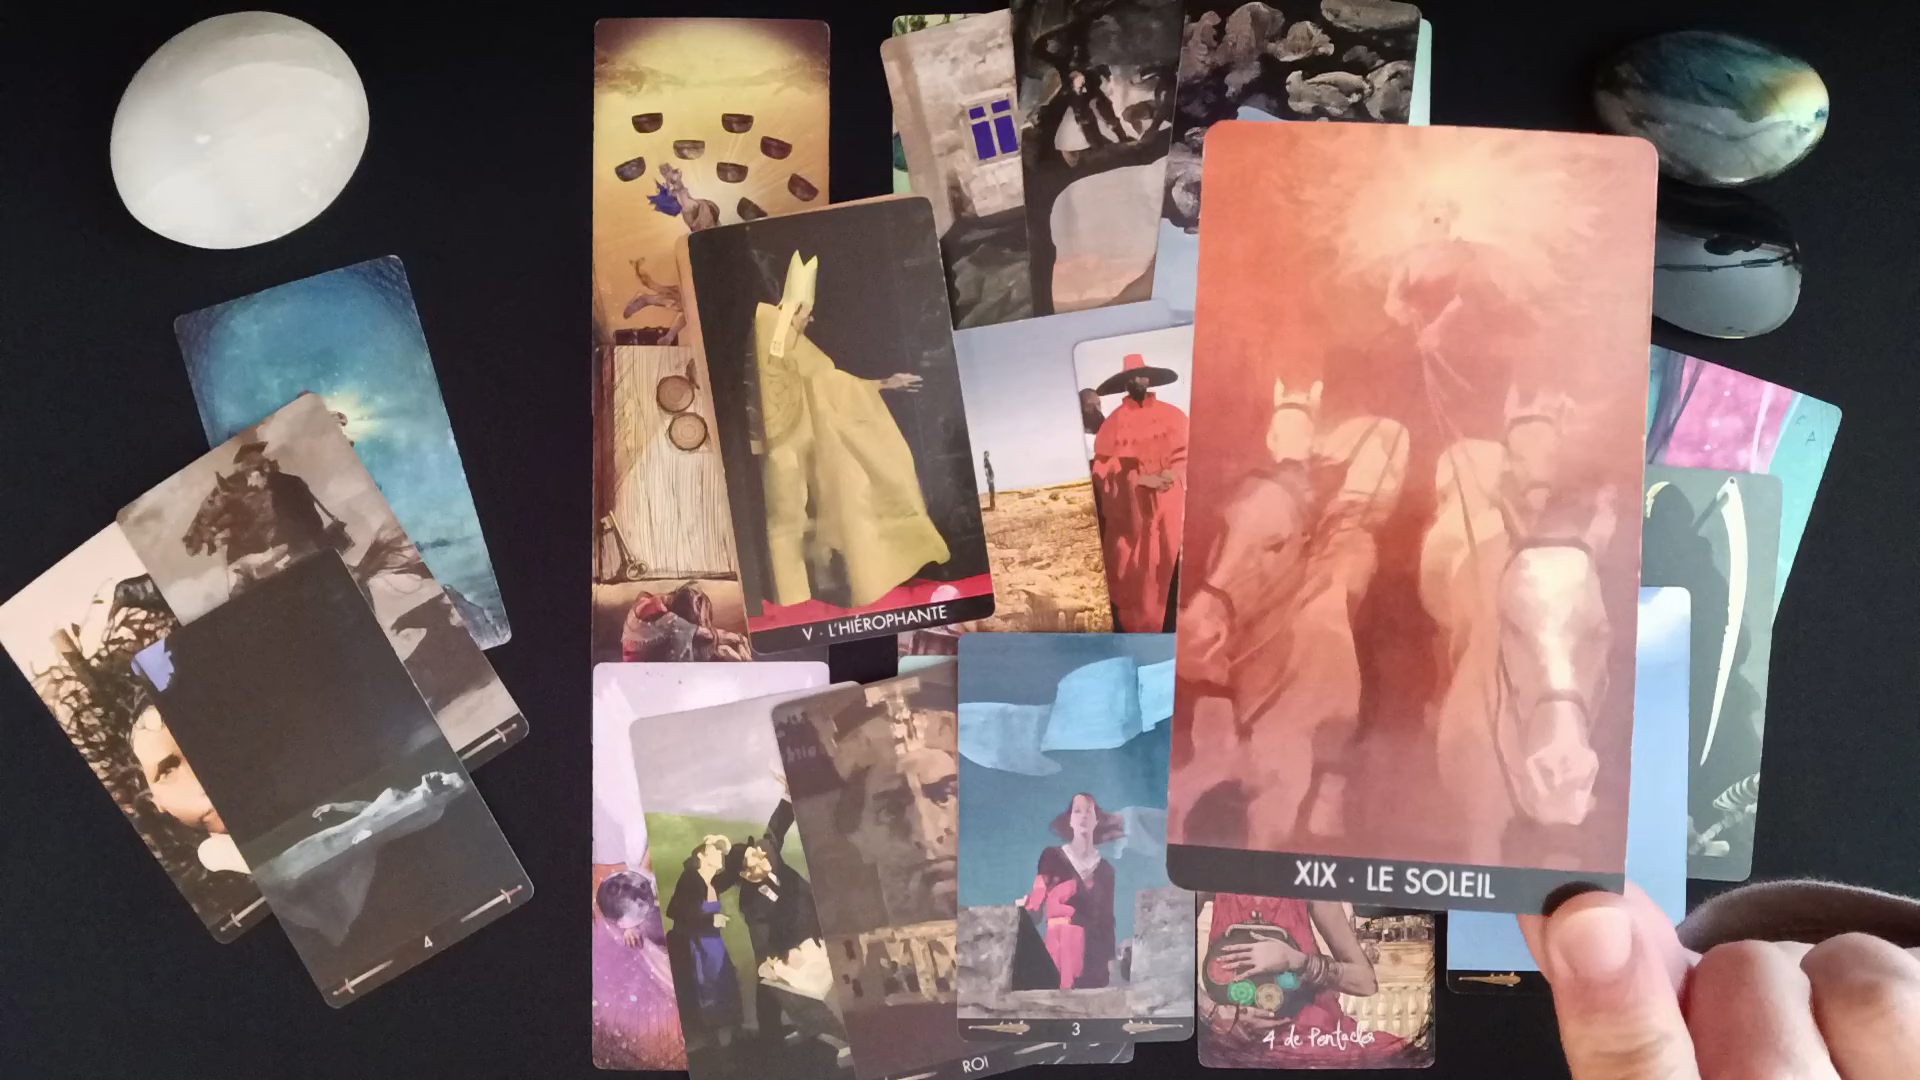 V · L'HIÉROPHANTE
XIX · LE SOLEIL
4
3
4 de Pentacles
ROI